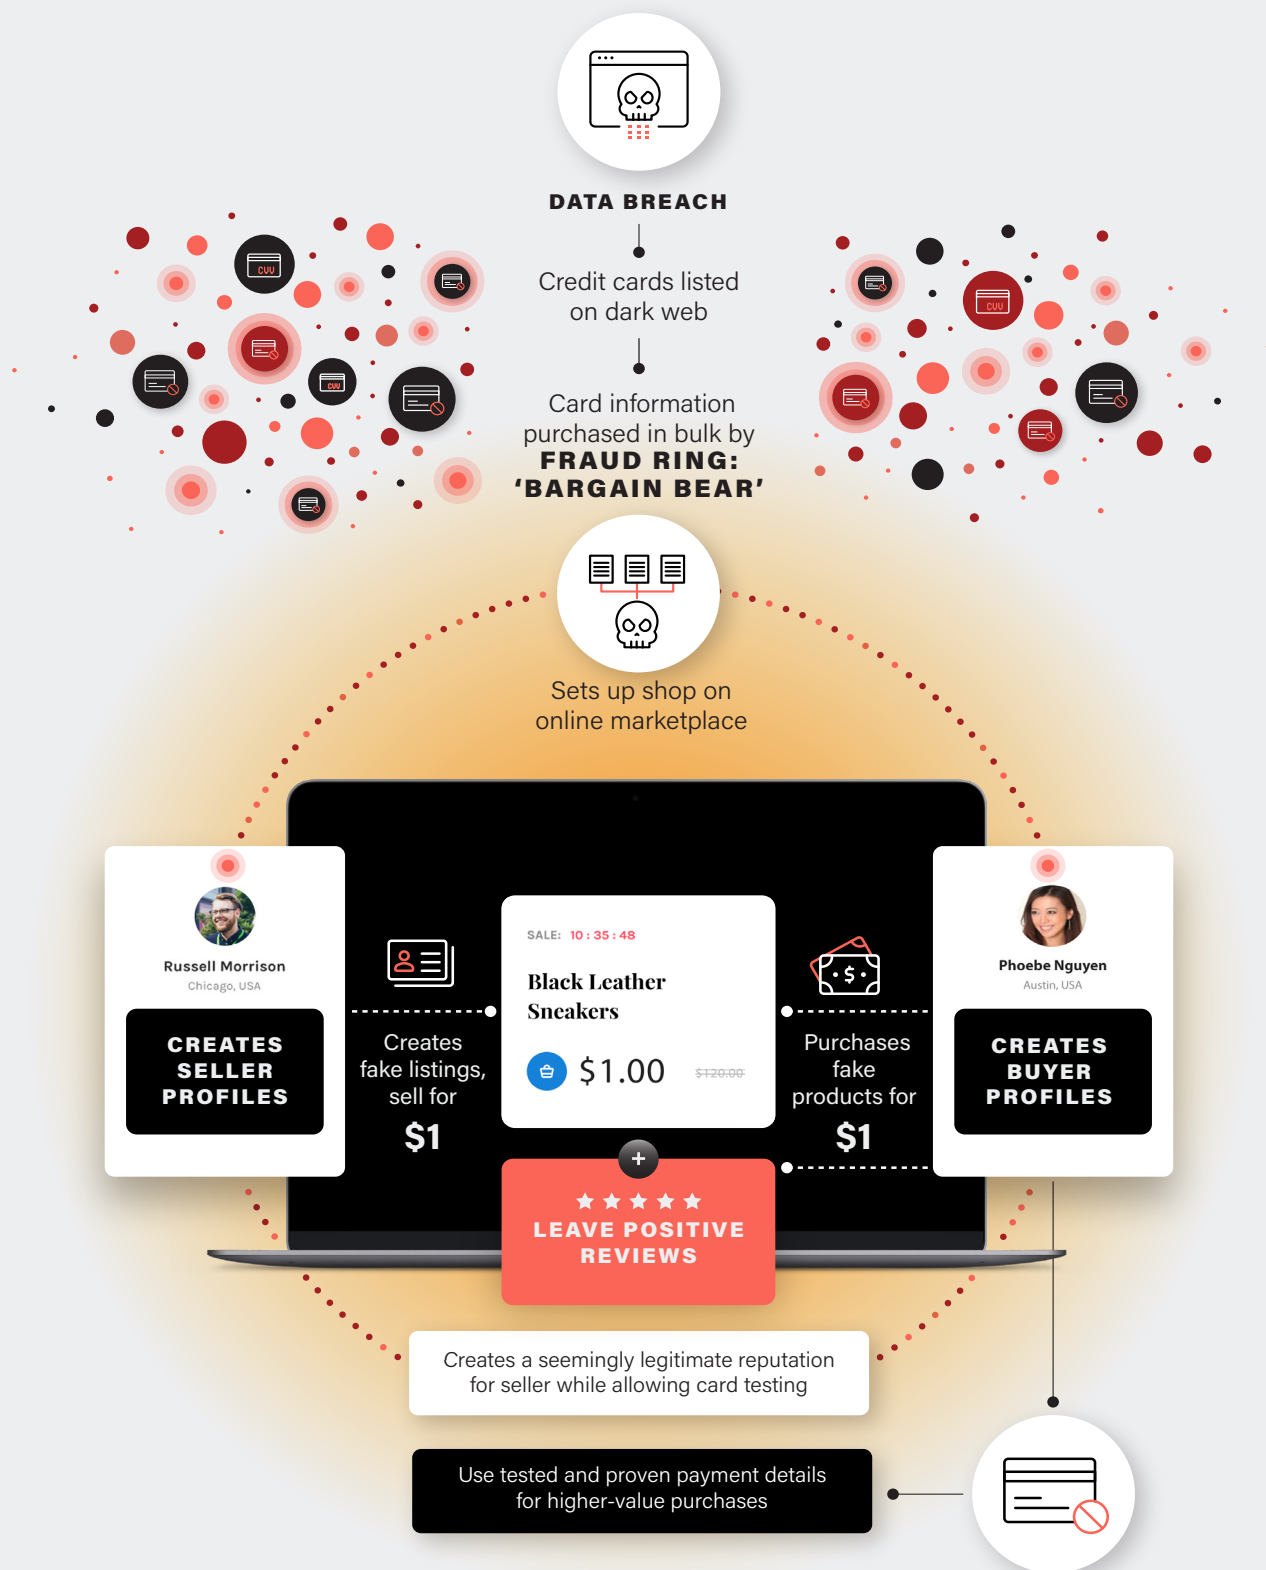 DATA BREACH
Credit cards listed
on dark web
Card information
purchased in bulk by
FRAUD RING:
‘BARGAIN BEAR’
CVV
CVV
CVV
Sets up shop on
online marketplace
Russell Morrison
Chicago, USA
CREATES
SELLER
PROFILES
Creates
fake listings,
sell for
$1
SALE: 10 : 35 : 48
Black Leather
Sneakers
$1.00 $120.00
+
LEAVE POSITIVE
REVIEWS
$
Purchases
fake
products for
$1
Phoebe Nguyen
Austin, USA
CREATES
BUYER
PROFILES
Creates a seemingly legitimate reputation
for seller while allowing card testing
Use tested and proven payment details
for higher-value purchases